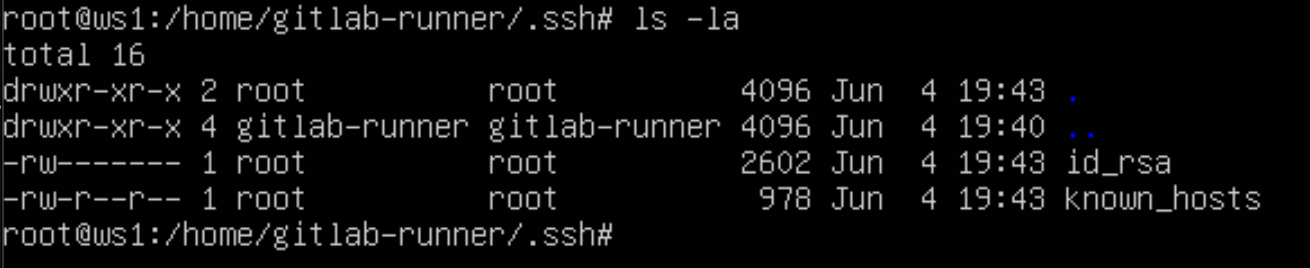 root@ws1:/home/gitlab-runner/.ssh# ls -la
total 16
drwxr-xr-x 2 root          root          4096 Jun  4 19:43 .
drwxr-xr-x 4 gitlab-runner gitlab-runner 4096 Jun  4 19:40 ..
-rw------- 1 root          root          2602 Jun  4 19:43 id_rsa
-rw-r--r-- 1 root          root           978 Jun  4 19:43 known_hosts
root@ws1:/home/gitlab-runner/.ssh#